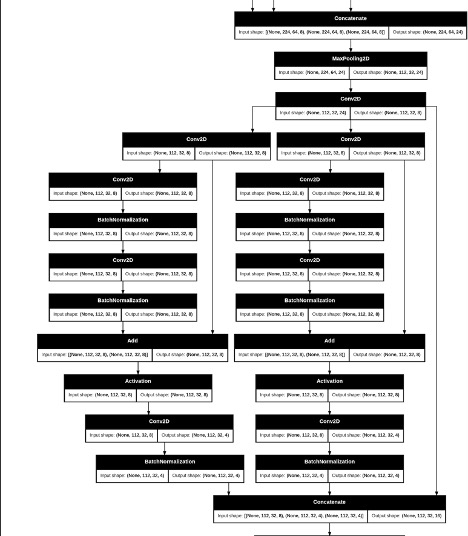 Concatenate
Input shape: [(None, 224, 64, 8), (None, 224, 64, 8), (None, 224, 64, 8)] Output shape: (None, 224, 64, 24)
MaxPooling2D
Input shape: (None, 224, 64, 24) Output shape: (None, 112, 32, 24)
Conv2D
Input shape: (None, 112, 32, 24) Output shape: (None, 112, 32, 8)
Conv2D Conv2D
Input shape: (None, 112, 32, 8) Output shape: (None, 112, 32, 8) Input shape: (None, 112, 32, 8) Output shape: (None, 112, 32, 8)
Conv2D Conv2D
Input shape: (None, 112, 32, 8) Output shape: (None, 112, 32, 8) Input shape: (None, 112, 32, 8) Output shape: (None, 112, 32, 8)
BatchNormalization BatchNormalization
Input shape: (None, 112, 32, 8) Output shape: (None, 112, 32, 8) Input shape: (None, 112, 32, 8) Output shape: (None, 112, 32, 8)
Conv2D Conv2D
Input shape: (None, 112, 32, 8) Output shape: (None, 112, 32, 8) Input shape: (None, 112, 32, 8) Output shape: (None, 112, 32, 8)
BatchNormalization BatchNormalization
Input shape: (None, 112, 32, 8) Output shape: (None, 112, 32, 8) Input shape: (None, 112, 32, 8) Output shape: (None, 112, 32, 8)
Add Add
Input shape: [(None, 112, 32, 8), (None, 112, 32, 8)] Output shape: (None, 112, 32, 8) Input shape: [(None, 112, 32, 8), (None, 112, 32, 8)] Output shape: (None, 112, 32, 8)
Activation Activation
Input shape: (None, 112, 32, 8) Output shape: (None, 112, 32, 8) Input shape: (None, 112, 32, 8) Output shape: (None, 112, 32, 8)
Conv2D Conv2D
Input shape: (None, 112, 32, 8) Output shape: (None, 112, 32, 4) Input shape: (None, 112, 32, 8) Output shape: (None, 112, 32, 4)
BatchNormalization BatchNormalization
Input shape: (None, 112, 32, 4) Output shape: (None, 112, 32, 4) Input shape: (None, 112, 32, 4) Output shape: (None, 112, 32, 4)
Concatenate
Input shape: [(None, 112, 32, 8), (None, 112, 32, 4), (None, 112, 32, 4)] Output shape: (None, 112, 32, 16)